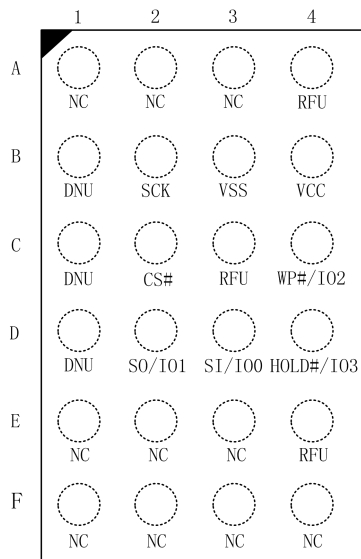 1 2 3 4
A
NC NC NC RFU
B
DNU SCK VSS VCC
C
DNU CS# RFU WP#/IO2
D
DNU SO/IO1 SI/IO0 HOLD#/IO3
E
NC NC NC RFU
F
NC NC NC NC